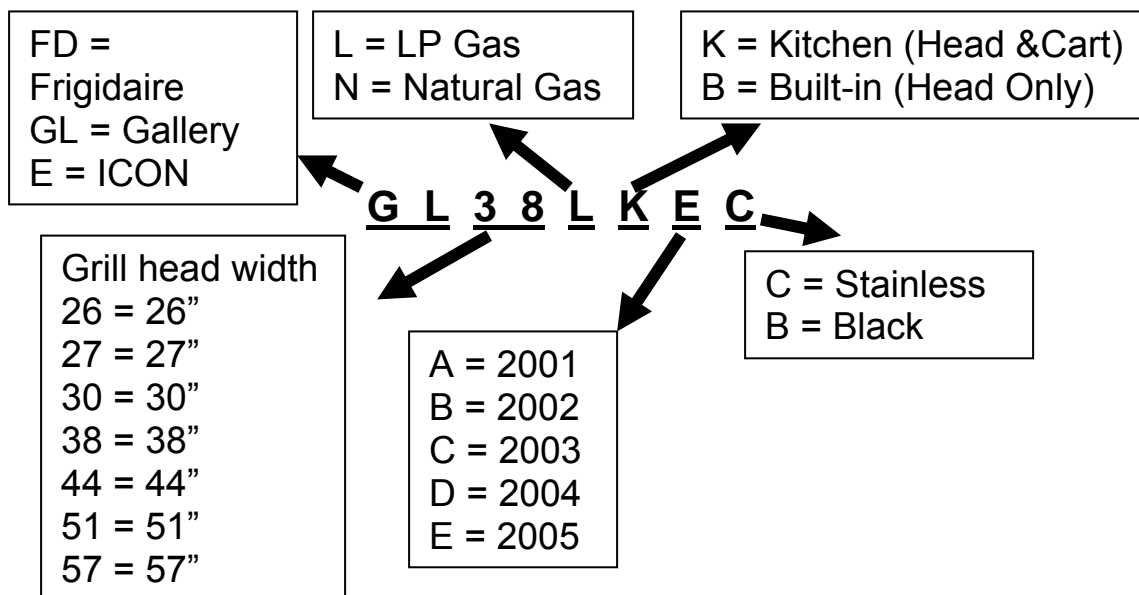 FD =
Frigidaire
GL = Gallery
E = ICON
L = LP Gas
N = Natural Gas
K = Kitchen (Head &Cart)
B = Built-in (Head Only)
G L 3 8 L K E C
Grill head width
26 = 26”
27 = 27”
30 = 30”
38 = 38”
44 = 44”
51 = 51”
57 = 57”
A = 2001
B = 2002
C = 2003
D = 2004
E = 2005
C = Stainless
B = Black